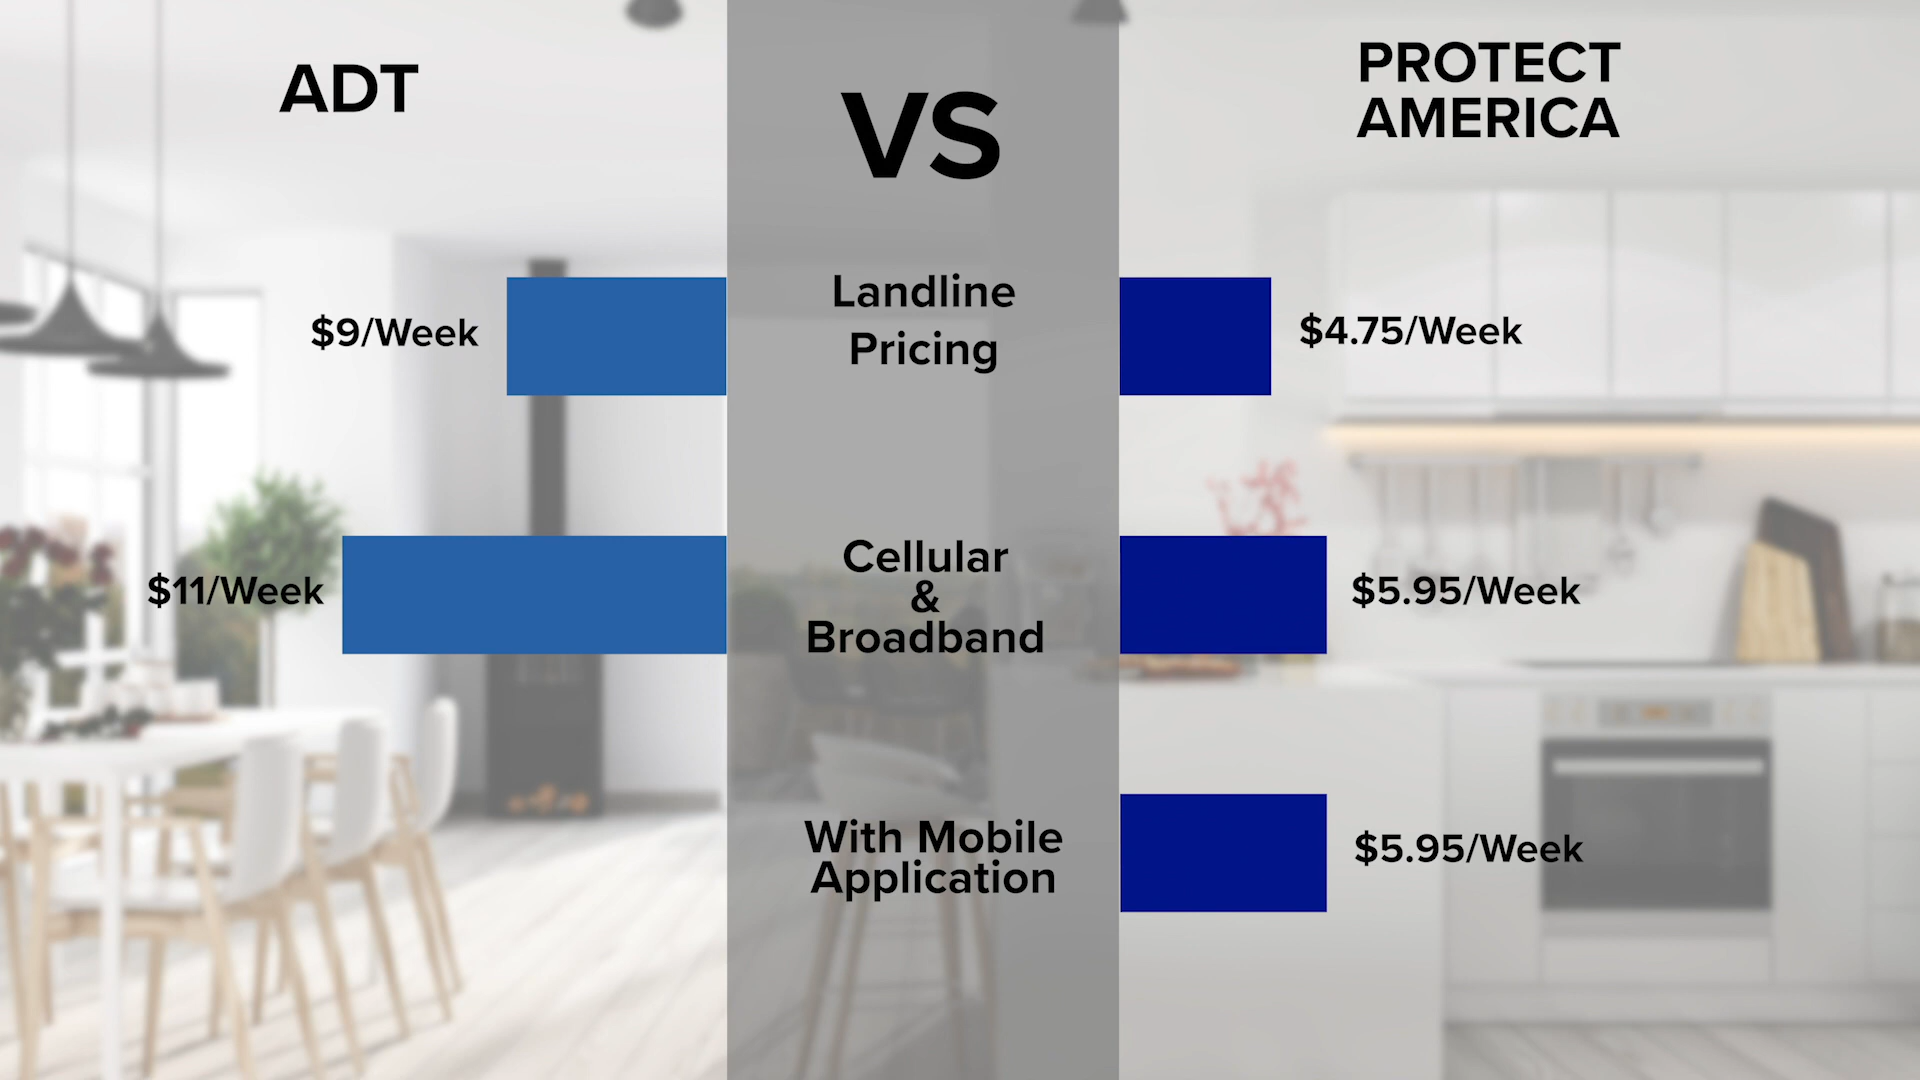 ADT
VS
PROTECT
AMERICA
$9/Week
Landline
Pricing
$4.75/Week
$11/Week
Cellular
&
Broadband
$5.95/Week
With Mobile
Application
$5.95/Week